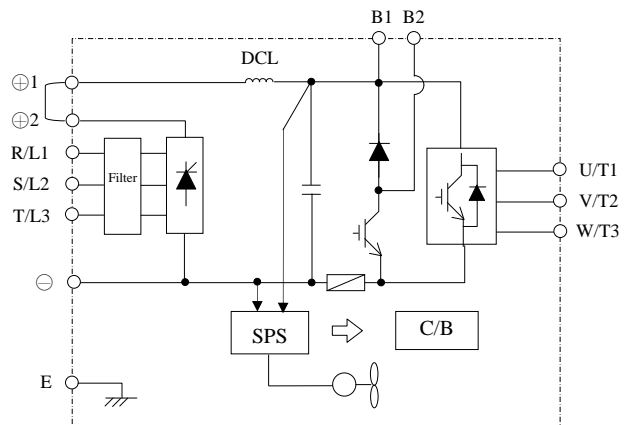 B1 B2
DCL
⊕1
⊕2
R/L1
S/L2
T/L3
Filter
U/T1
V/T2
W/T3
⊖
SPS
C/B
E